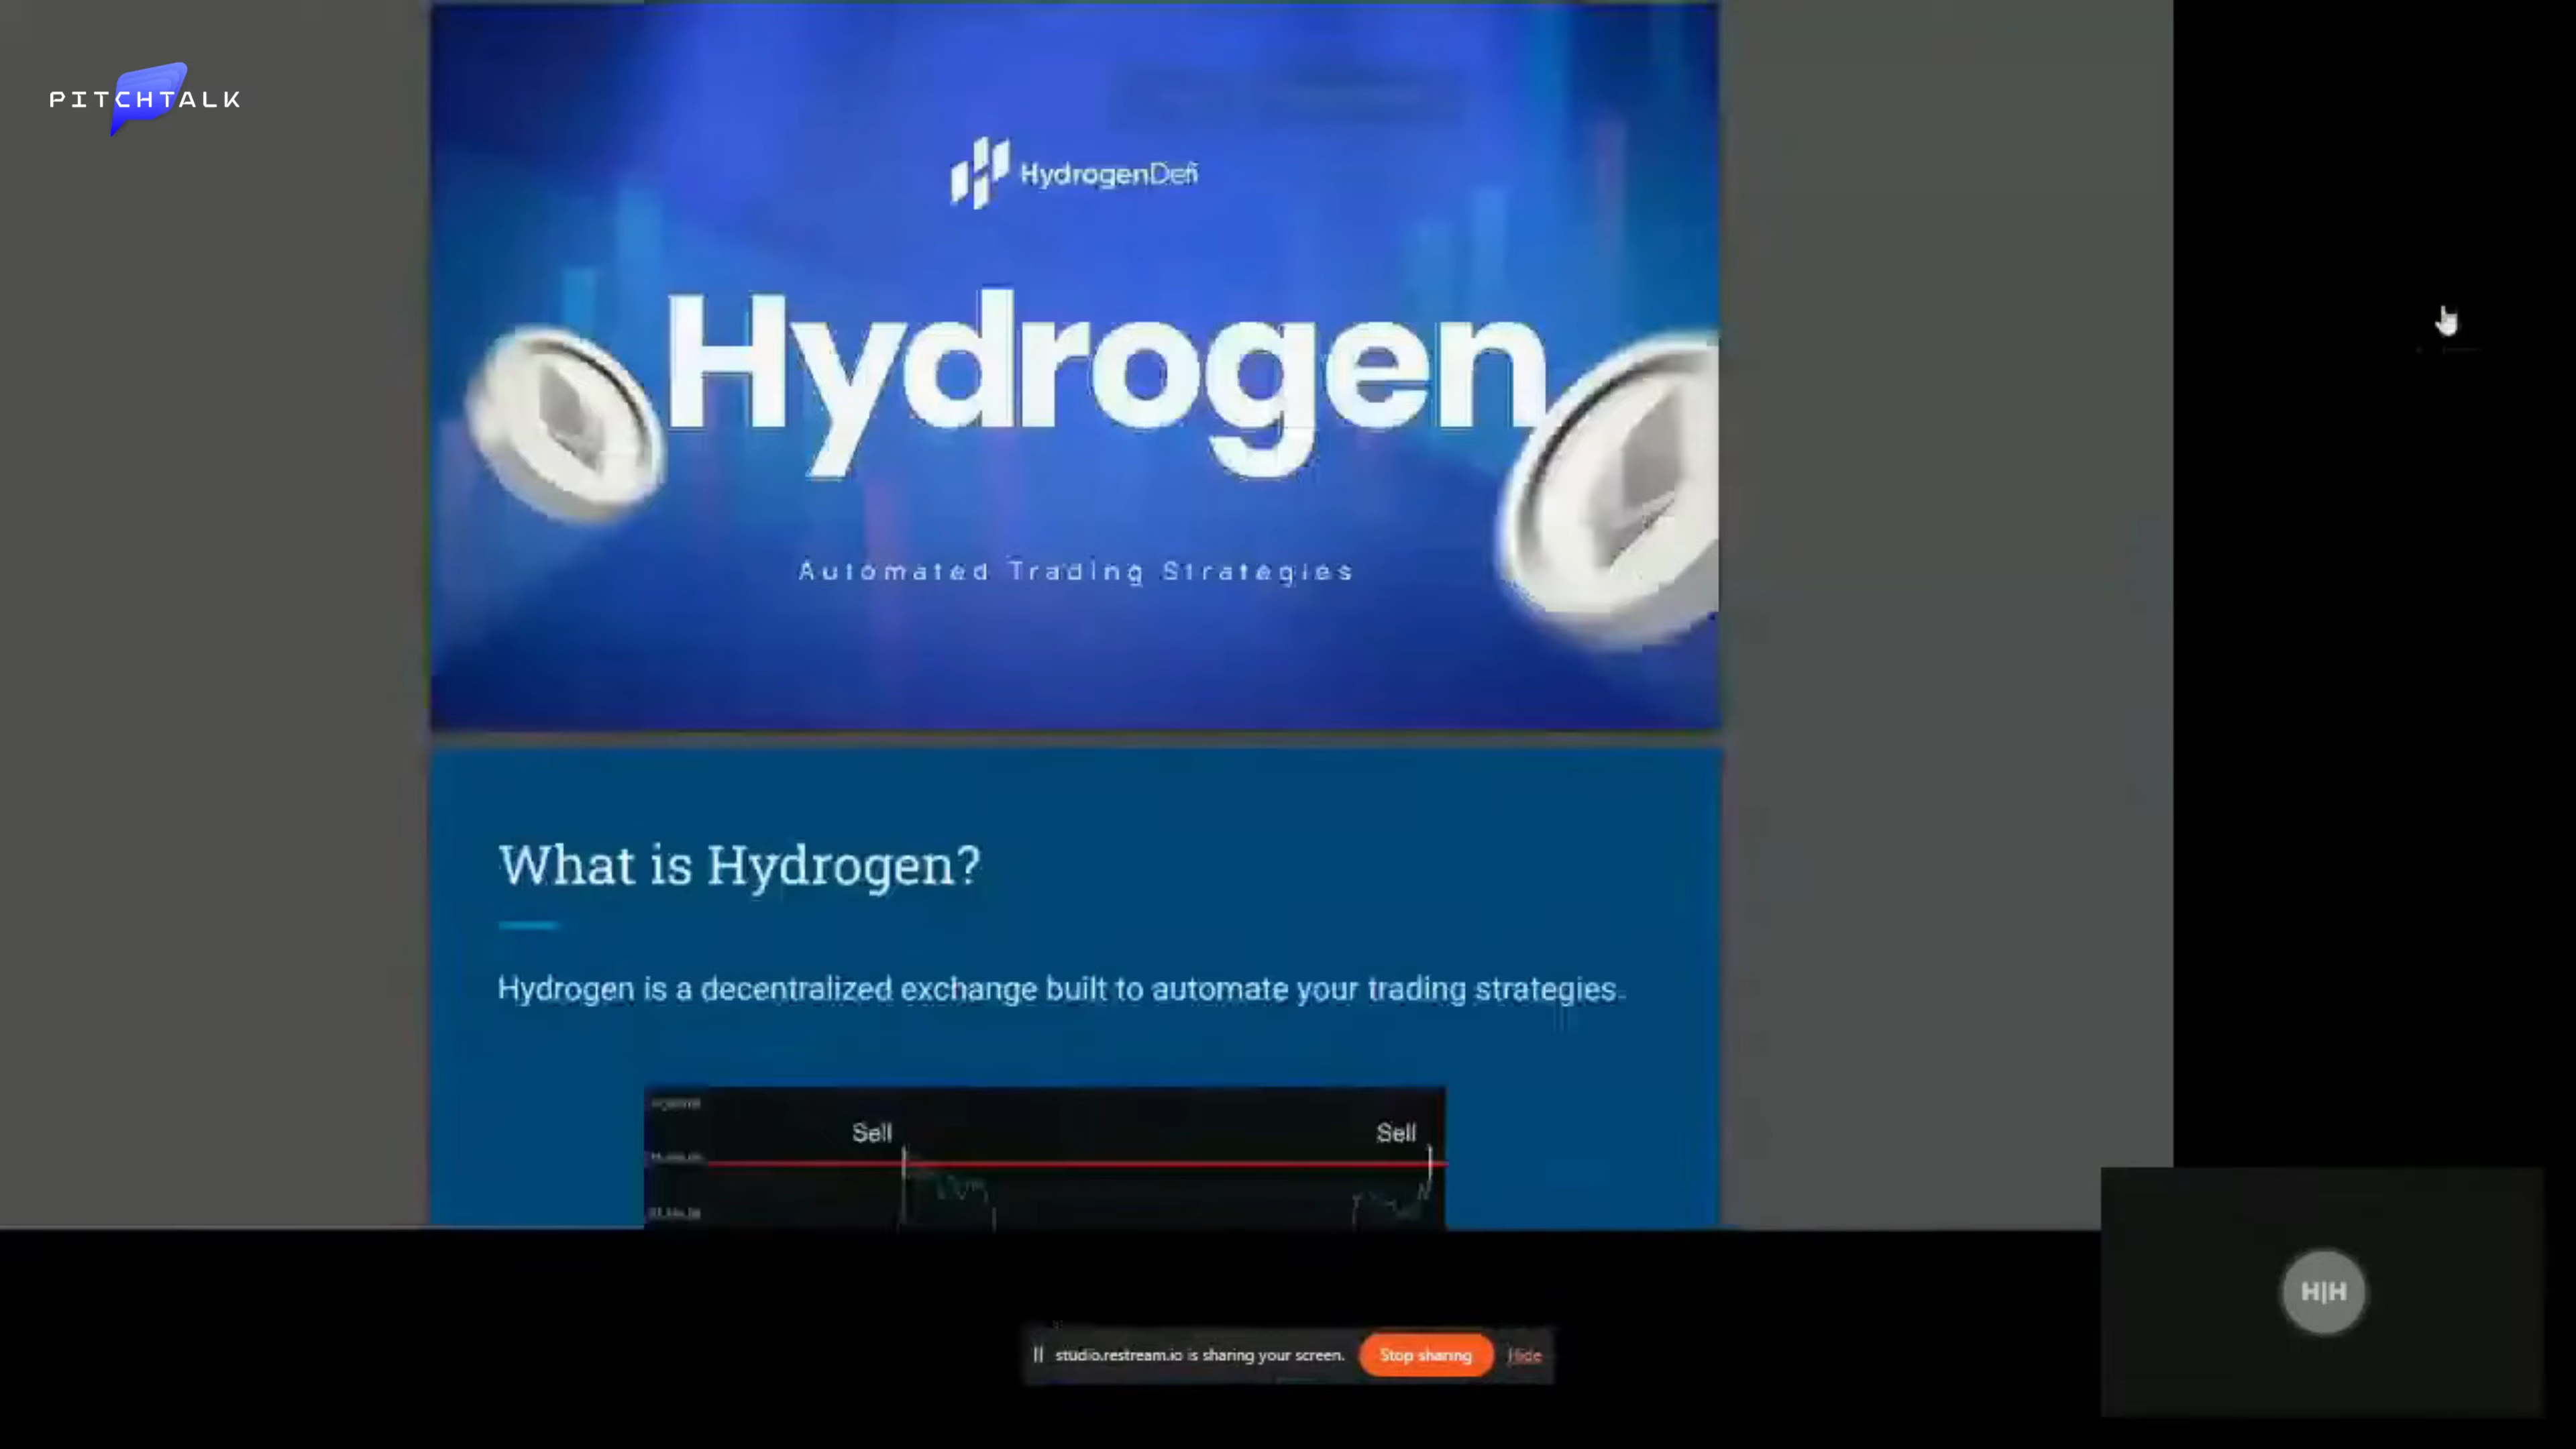 PITCHTALK
HydrogenDefi
Hydrogen
Automated Trading Strategies
What is Hydrogen?
Hydrogen is a decentralized exchange built to automate your trading strategies.
Sell Sell
H|H
studio.restream.io is sharing your screen. Stop sharing Hide